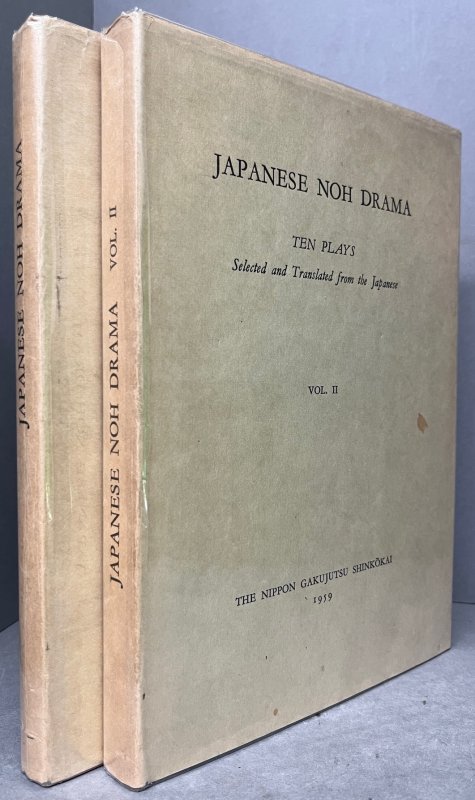 JAPANESE NOH DRAMA
JAPANESE NOH DRAMA VOL. II
JAPANESE NOH DRAMA
TEN PLAYS
Selected and Translated from the Japanese
VOL. II
THE NIPPON GAKUJUTSU SHINKŌKAI
1959